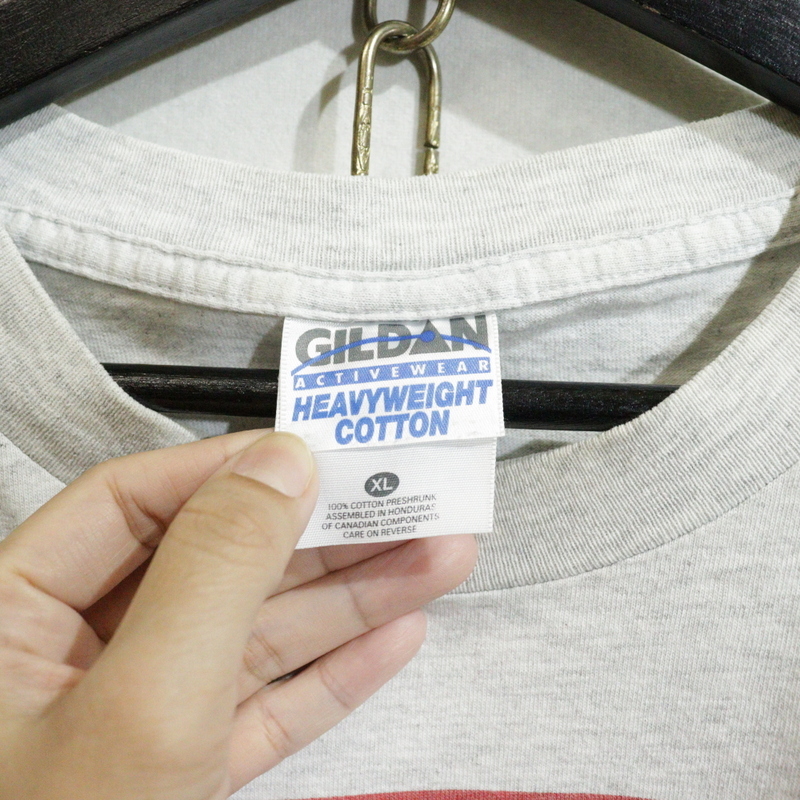 GILDAN
ACTIVEWEAR
HEAVYWEIGHT
COTTON
XL
100% COTTON PRESHRUNK
ASSEMBLED IN HONDURAS
OF CANADIAN COMPONENTS
CARE ON REVERSE